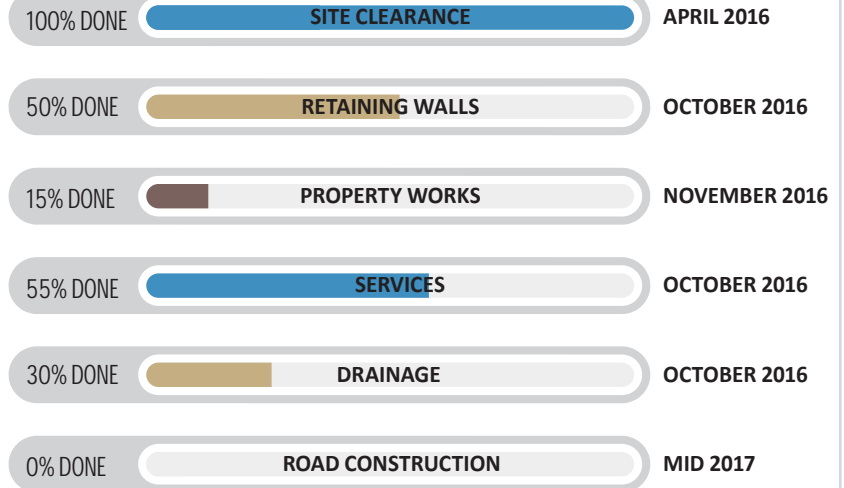 100% DONE SITE CLEARANCE APRIL 2016
50% DONE RETAINING WALLS OCTOBER 2016
15% DONE PROPERTY WORKS NOVEMBER 2016
55% DONE SERVICES OCTOBER 2016
30% DONE DRAINAGE OCTOBER 2016
0% DONE ROAD CONSTRUCTION MID 2017